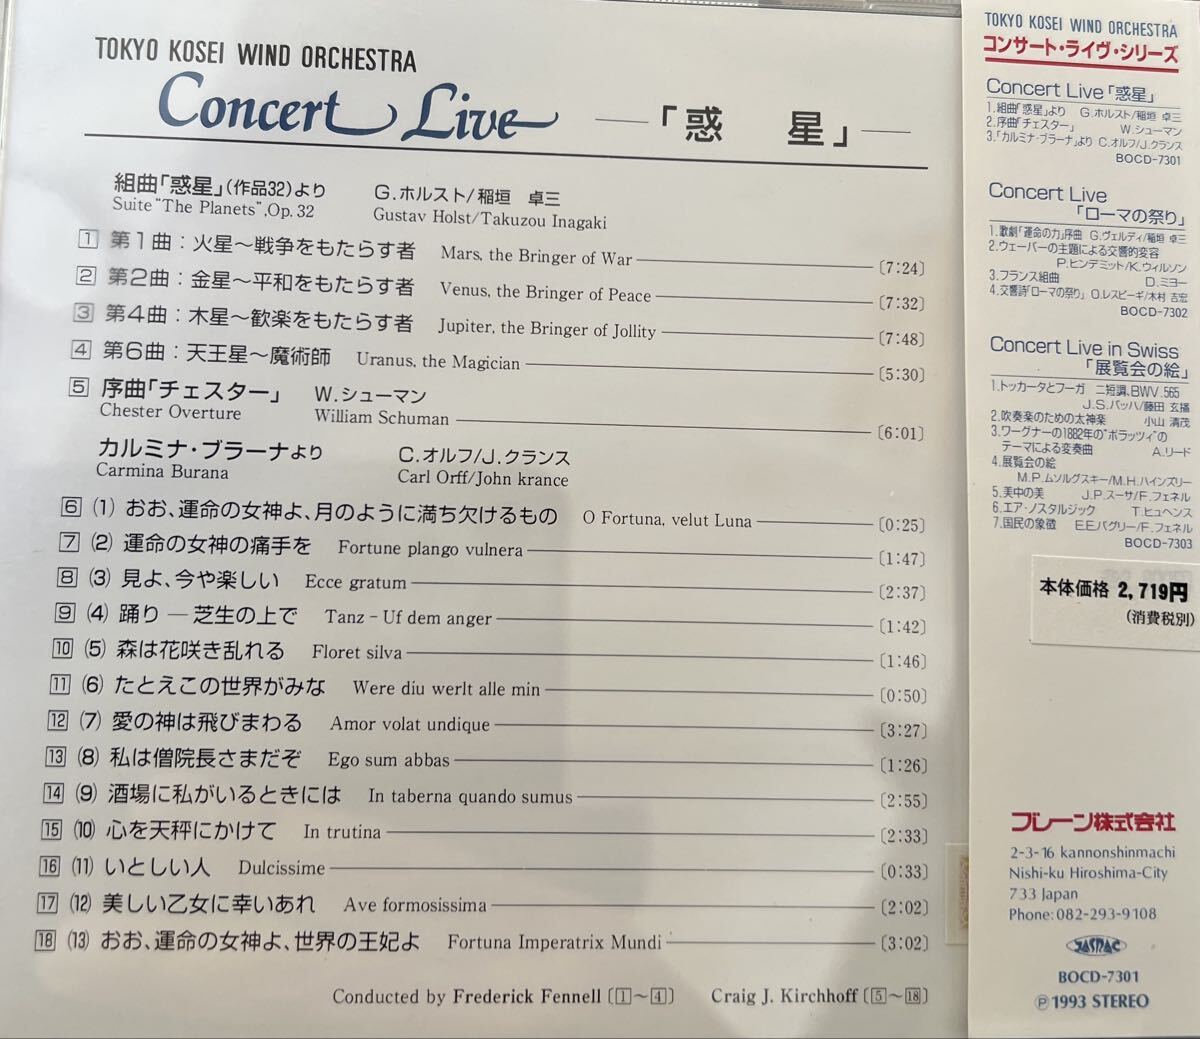 TOKYO KOSEI WIND ORCHESTRA
Concert Live 「惑 星」
組曲「惑星」(作品32)より G.ホルスト/稲垣 卓三
Suite "The Planets",Op.32 Gustav Holst/Takuzou Inagaki
1 第1曲：火星～戦争をもたらす者 Mars, the Bringer of War 〔7:24〕
2 第2曲：金星～平和をもたらす者 Venus, the Bringer of Peace 〔7:32〕
3 第4曲：木星～歓楽をもたらす者 Jupiter, the Bringer of Jollity 〔7:48〕
4 第6曲：天王星～魔術師 Uranus, the Magician 〔5:30〕
5 序曲「チェスター」 W.シューマン
Chester Overture William Schuman 〔6:01〕
カルミナ・ブラーナより C.オルフ/J.クランス
Carmina Burana Carl Orff/John krance
6 (1) おお、運命の女神よ、月のように満ち欠けるもの O Fortuna, velut Luna 〔0:25〕
7 (2) 運命の女神の痛手を Fortune plango vulnera 〔1:47〕
8 (3) 見よ、今や楽しい Ecce gratum 〔2:37〕
9 (4) 踊り ― 芝生の上で Tanz - Uf dem anger 〔1:42〕
10 (5) 森は花咲き乱れる Floret silva 〔1:46〕
11 (6) たとえこの世界がみな Were diu werlt alle min 〔0:50〕
12 (7) 愛の神は飛びまわる Amor volat undique 〔3:27〕
13 (8) 私は僧院長さまだぞ Ego sum abbas 〔1:26〕
14 (9) 酒場に私がいるときには In taberna quando sumus 〔2:55〕
15 (10) 心を天秤にかけて In trutina 〔2:33〕
16 (11) いとしい人 Dulcissime 〔0:33〕
17 (12) 美しい乙女に幸いあれ Ave formosissima 〔2:02〕
18 (13) おお、運命の女神よ、世界の王妃よ Fortuna Imperatrix Mundi 〔3:02〕
Conducted by Frederick Fennell〔1～4〕 Craig J. Kirchhoff〔5～18〕
TOKYO KOSEI WIND ORCHESTRA
コンサート・ライヴ・シリーズ
Concert Live「惑星」
1.組曲「惑星」より G.ホルスト/稲垣 卓三
2.序曲「チェスター」 W.シューマン
3.「カルミナ・ブラーナ」より C.オルフ/J.クランス
BOCD-7301
Concert Live
「ローマの祭り」
1.歌劇「運命の力」序曲 G.ヴェルディ/稲垣 卓三
2.ウェーバーの主題による交響的変容
P.ヒンデミット/K.ウィルソン
3.フランス組曲 D.ミヨー
4.交響詩「ローマの祭り」 O.レスピーギ/木村 吉宏
BOCD-7302
Concert Live in Swiss
「展覧会の絵」
1.トッカータとフーガ 二短調、BWV.565
J.S.バッハ/藤田 玄播
2.吹奏楽のための太神楽 小山 清茂
3.ワーグナーの1882年の"ポラッツィ"の
テーマによる変奏曲 A.リード
4.展覧会の絵
M.P.ムソルグスキー/M.H.ハインズリー
5.美中の美 J.P.スーサ/F.フェネル
6.エア・ノスタルジック T.ヒュヘンス
7.国民の象徴 E.E.バグリー/F.フェネル
BOCD-7303
本体価格 2,719円
(消費税別)
ブレーン株式会社
2-3-16 kannonshinmachi
Nishi-ku Hiroshima-City
733 Japan
Phone:082-293-9108
JASRAC
BOCD-7301
Ⓟ1993 STEREO